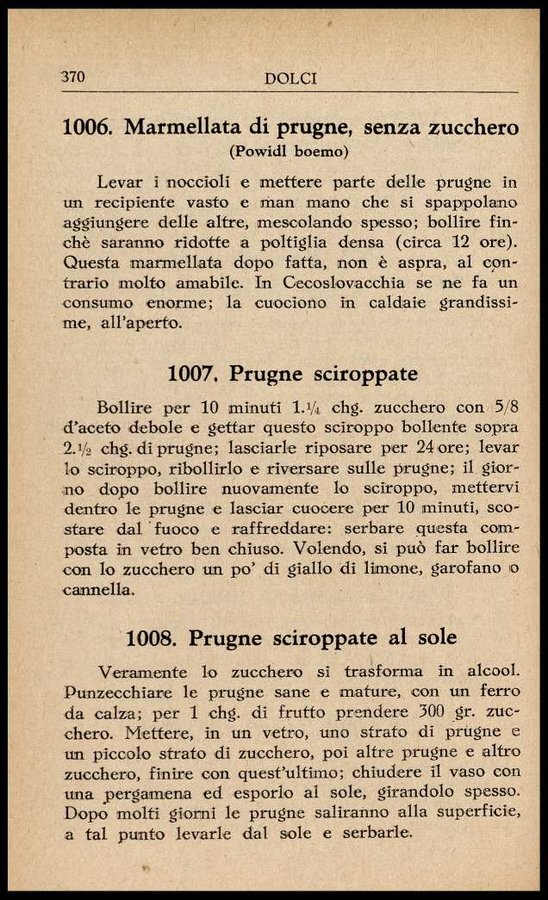 370
DOLCI
1006. Marmellata di prugne, senza zucchero
(Powidl boemo)
Levar i noccioli e mettere parte delle prugne in
un recipiente vasto e man mano che si spappolano
aggiungere delle altre, mescolando spesso; bollire fin-
chè saranno ridotte a poltiglia densa (circa 12 ore).
Questa marmellata dopo fatta, non è aspra, al con-
trario molto amabile. In Cecoslovacchia se ne fa un
consumo enorme; la cuociono in caldaie grandissi-
me, all'aperto.
1007. Prugne sciroppate
Bollire per 10 minuti 1.¼ chg. zucchero con 5/8
d'aceto debole e gettar questo sciroppo bollente sopra
2.½ chg. di prugne; lasciarle riposare per 24 ore; levar
lo sciroppo, ribollirlo e riversare sulle prugne; il gior-
no dopo bollire nuovamente lo sciroppo, mettervi
dentro le prugne e lasciar cuocere per 10 minuti, sco-
stare dal fuoco e raffreddare: serbare questa com-
posta in vetro ben chiuso. Volendo, si può far bollire
con lo zucchero un po' di giallo di limone, garofano o
cannella.
1008. Prugne sciroppate al sole
Veramente lo zucchero si trasforma in alcool.
Punzecchiare le prugne sane e mature, con un ferro
da calza; per 1 chg. di frutto prendere 300 gr. zuc-
chero. Mettere, in un vetro, uno strato di prugne e
un piccolo strato di zucchero, poi altre prugne e altro
zucchero, finire con quest'ultimo; chiudere il vaso con
una pergamena ed esporlo al sole, girandolo spesso.
Dopo molti giorni le prugne saliranno alla superficie,
a tal punto levarle dal sole e serbarle.